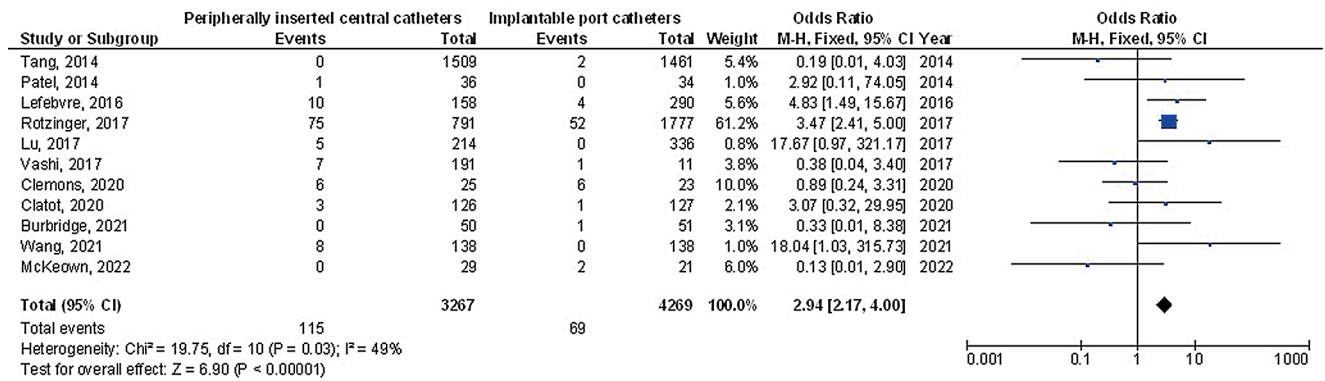 Peripherally inserted central catheters Implantable port catheters Odds Ratio Odds Ratio
Study or Subgroup Events Total Events Total Weight M-H, Fixed, 95% CI Year M-H, Fixed, 95% CI
Tang, 2014 0 1509 2 1461 5.4% 0.19 [0.01, 4.03] 2014
Patel, 2014 1 36 0 34 1.0% 2.92 [0.11, 74.05] 2014
Lefebvre, 2016 10 158 4 290 5.6% 4.83 [1.49, 15.67] 2016
Rotzinger, 2017 75 791 52 1777 61.2% 3.47 [2.41, 5.00] 2017
Lu, 2017 5 214 0 336 0.8% 17.67 [0.97, 321.17] 2017
Vashi, 2017 7 191 1 11 3.8% 0.38 [0.04, 3.40] 2017
Clemons, 2020 6 25 6 23 10.0% 0.89 [0.24, 3.31] 2020
Clatot, 2020 3 126 1 127 2.1% 3.07 [0.32, 29.95] 2020
Burbridge, 2021 0 50 1 51 3.1% 0.33 [0.01, 8.38] 2021
Wang, 2021 8 138 0 138 1.0% 18.04 [1.03, 315.73] 2021
McKeown, 2022 0 29 2 21 6.0% 0.13 [0.01, 2.90] 2022
Total (95% CI) 3267 4269 100.0% 2.94 [2.17, 4.00]
Total events 115 69
Heterogeneity: Chi² = 19.75, df = 10 (P = 0.03); I² = 49%
Test for overall effect: Z = 6.90 (P < 0.00001)
0.001 0.1 1 10 1000